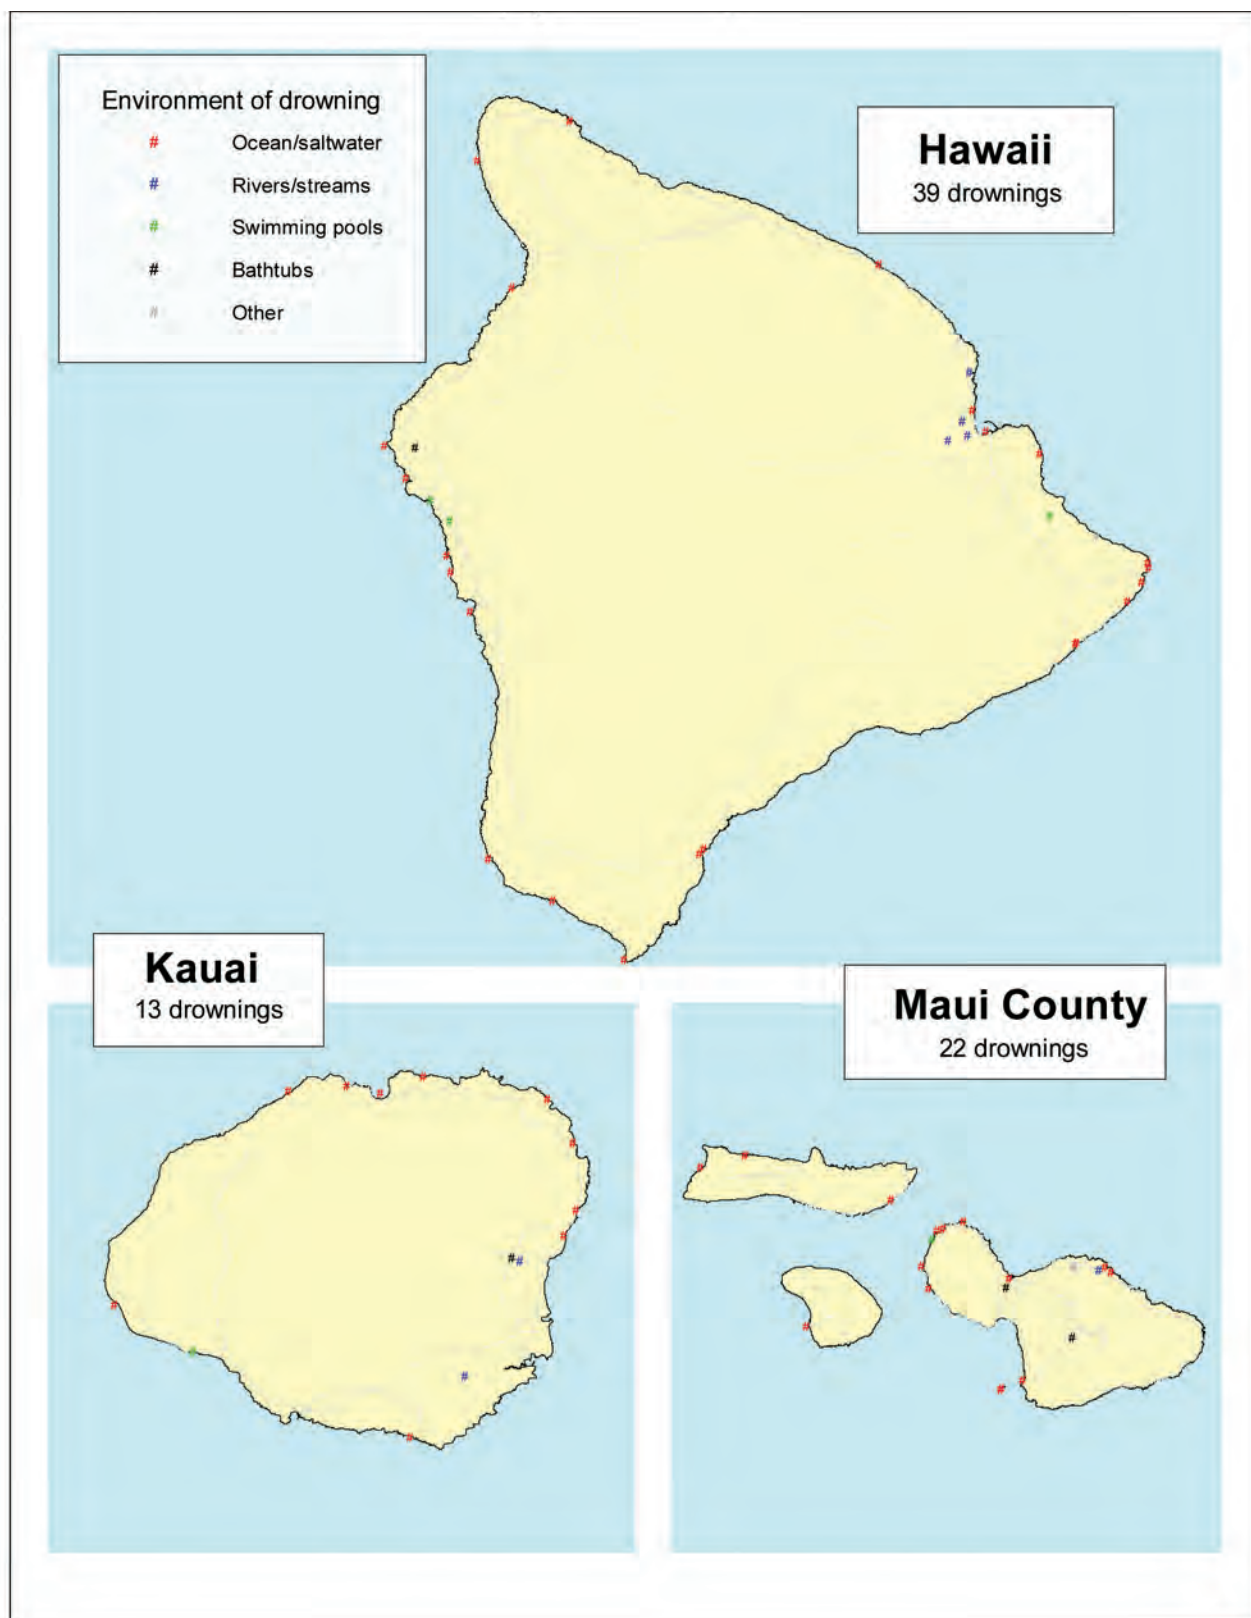 Environment of drowning
# Ocean/saltwater
# Rivers/streams
# Swimming pools
# Bathtubs
# Other
Hawaii
39 drownings
Kauai
13 drownings
Maui County
22 drownings